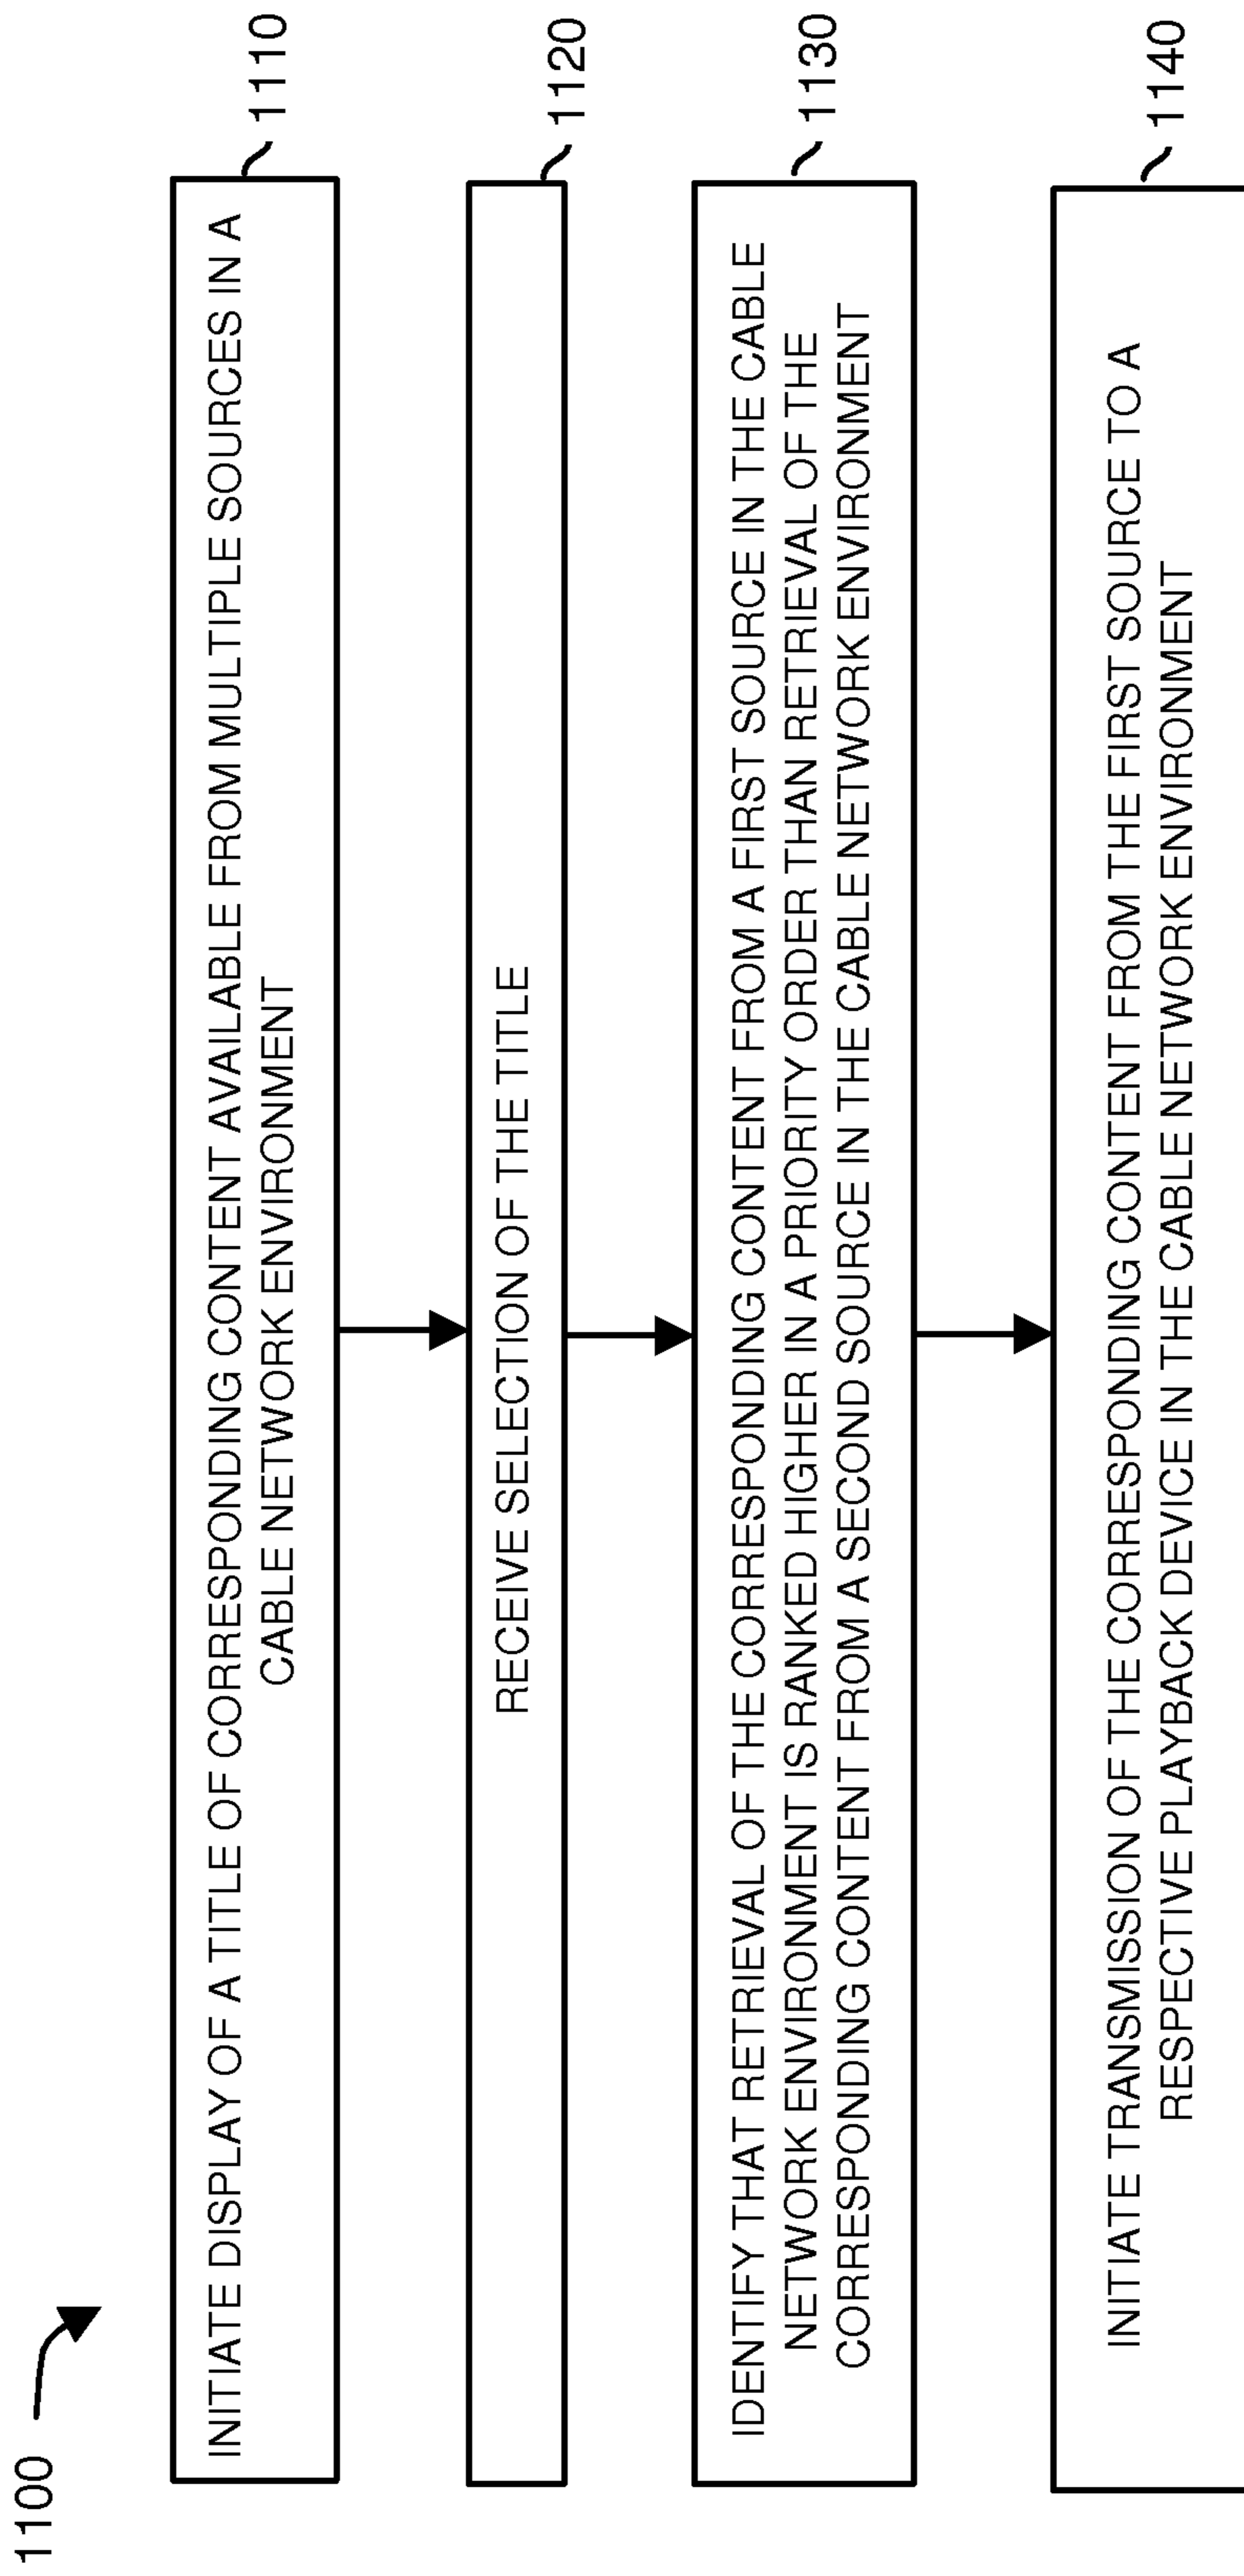 1100
INITIATE DISPLAY OF A TITLE OF CORRESPONDING CONTENT AVAILABLE FROM MULTIPLE SOURCES IN A
CABLE NETWORK ENVIRONMENT
1110
RECEIVE SELECTION OF THE TITLE
1120
IDENTIFY THAT RETRIEVAL OF THE CORRESPONDING CONTENT FROM A FIRST SOURCE IN THE CABLE
NETWORK ENVIRONMENT IS RANKED HIGHER IN A PRIORITY ORDER THAN RETRIEVAL OF THE
CORRESPONDING CONTENT FROM A SECOND SOURCE IN THE CABLE NETWORK ENVIRONMENT
1130
INITIATE TRANSMISSION OF THE CORRESPONDING CONTENT FROM THE FIRST SOURCE TO A
RESPECTIVE PLAYBACK DEVICE IN THE CABLE NETWORK ENVIRONMENT
1140